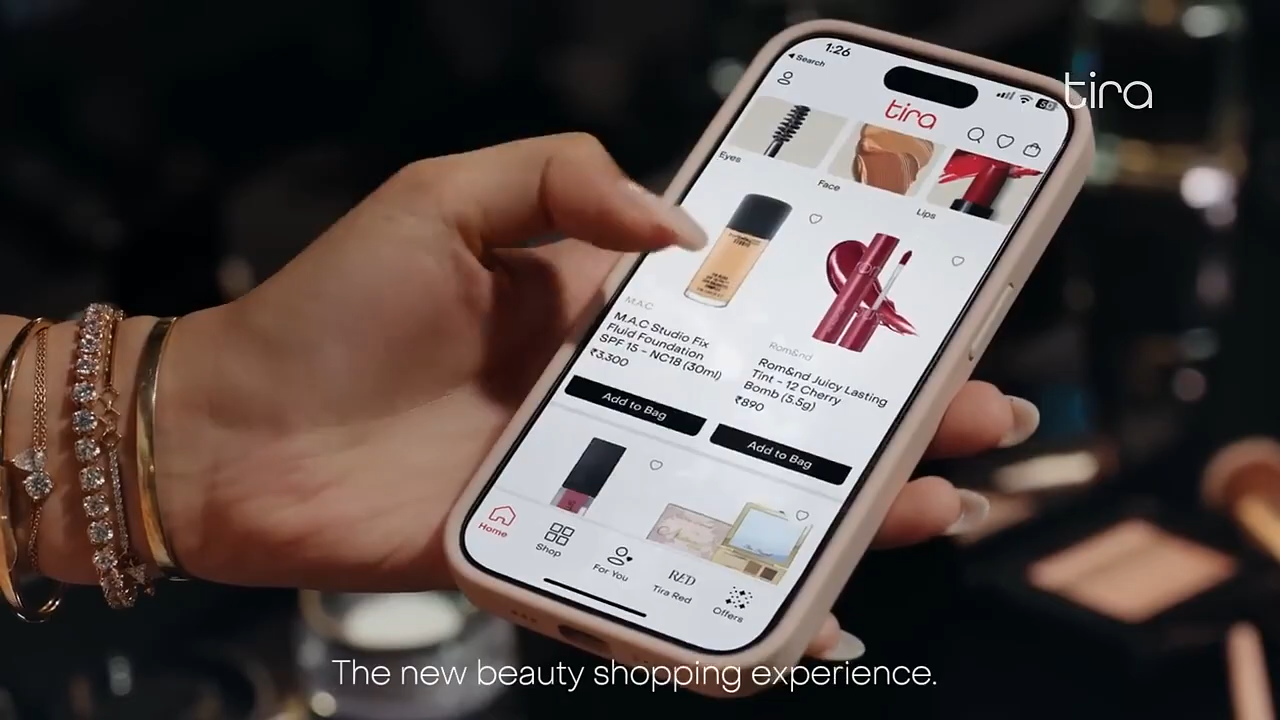 1:26
Search
50
tira
tira
Eyes
Face
Lips
M.A.C
M.A.C Studio Fix
Fluid Foundation
SPF 15 - NC18 (30ml)
₹3,300
Add to Bag
Rom&nd
Rom&nd Juicy Lasting
Tint - 12 Cherry
Bomb (5.5g)
₹890
Add to Bag
Home
Shop
For You
RED
Tira Red
Offers
The new beauty shopping experience.